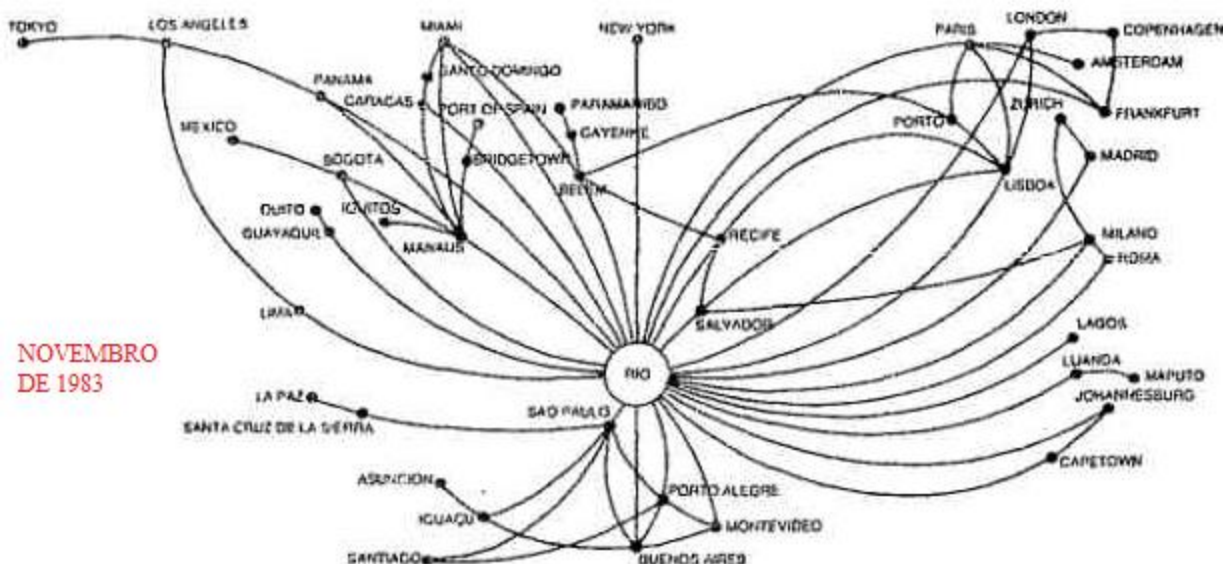 TOKYO
LOS ANGELES
MIAMI
NEW YORK
PARIS
LONDON
COPENHAGEN
AMSTERDAM
SANTO DOMINGO
PANAMA
CARACAS
PORT OF SPAIN
PARAMARIBO
ZURICH
FRANKFURT
MEXICO
CAYENNE
PORTO
BOGOTA
BRIDGETOWN
BELEM
MADRID
LISBOA
QUITO
IQUITOS
GUAYAQUIL
MANAUS
RECIFE
MILANO
ROMA
LIMA
SALVADOR
LAGOS
NOVEMBRO
DE 1983
RIO
LUANDA
MAPUTO
LA PAZ
SAO PAULO
JOHANNESBURG
SANTA CRUZ DE LA SIERRA
CAPETOWN
ASUNCION
PORTO ALEGRE
IGUAÇU
MONTEVIDEO
SANTIAGO
BUENOS AIRES